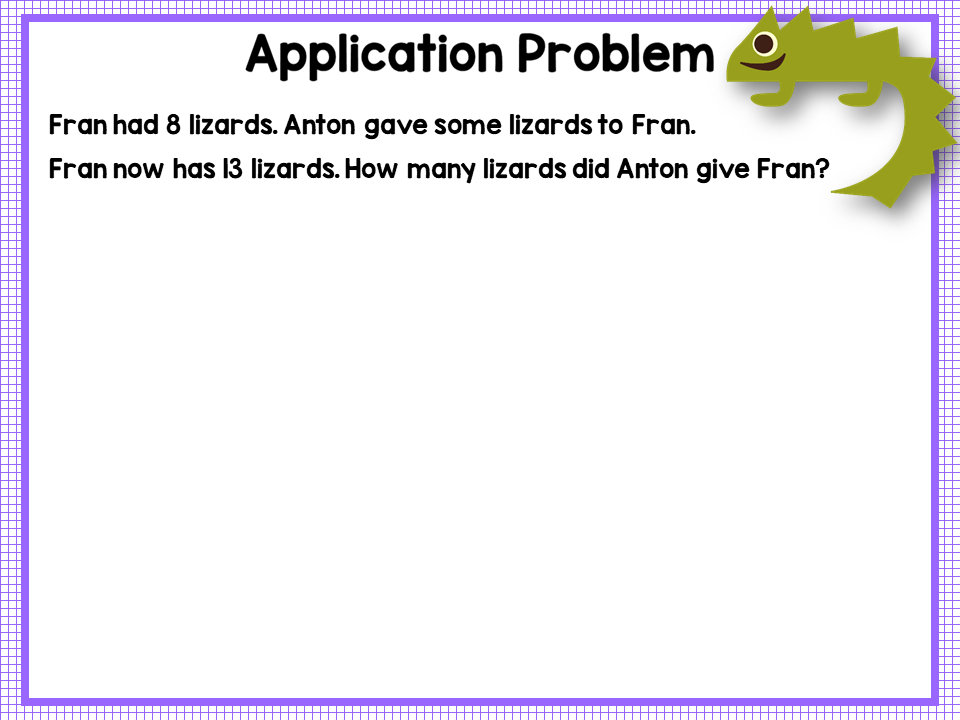 Application Problem
Fran had 8 lizards. Anton gave some lizards to Fran.
Fran now has 13 lizards. How many lizards did Anton give Fran?